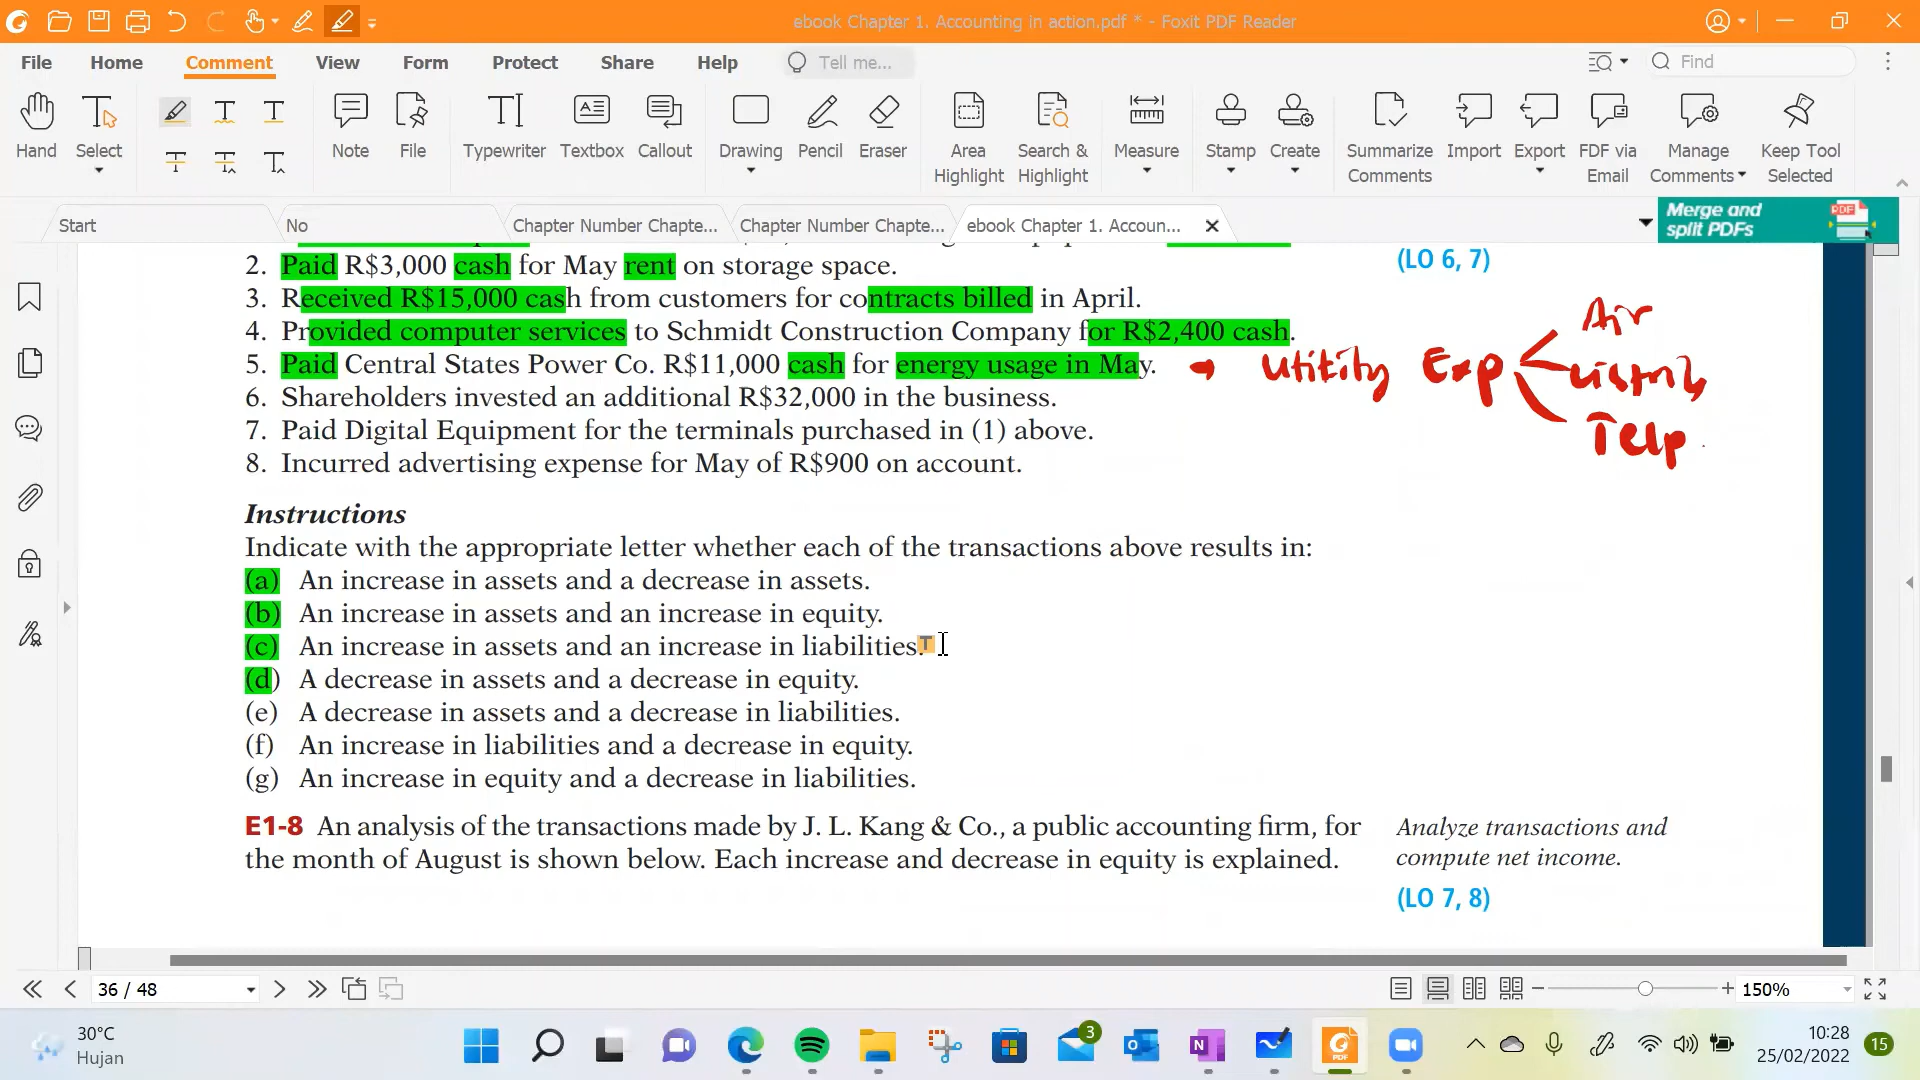 ebook Chapter 1. Accounting in action.pdf * - Foxit PDF Reader
File Home Comment View Form Protect Share Help Tell me... Find
Hand Select Note File Typewriter Textbox Callout Drawing Pencil Eraser Area Highlight Search & Highlight Measure Stamp Create Summarize Comments Import Export FDF via Email Manage Comments Keep Tool Selected
Start No Chapter Number Chapte... Chapter Number Chapte... ebook Chapter 1. Accoun... Merge and split PDFs PDF
2. Paid R$3,000 cash for May rent on storage space. (LO 6, 7)
3. Received R$15,000 cash from customers for contracts billed in April.
Air
4. Provided computer services to Schmidt Construction Company for R$2,400 cash.
5. Paid Central States Power Co. R$11,000 cash for energy usage in May. Utility Exp
6. Shareholders invested an additional R$32,000 in the business.
7. Paid Digital Equipment for the terminals purchased in (1) above. Telp
8. Incurred advertising expense for May of R$900 on account.
Instructions
Indicate with the appropriate letter whether each of the transactions above results in:
(a) An increase in assets and a decrease in assets.
(b) An increase in assets and an increase in equity.
(c) An increase in assets and an increase in liabilities.
(d) A decrease in assets and a decrease in equity.
(e) A decrease in assets and a decrease in liabilities.
(f) An increase in liabilities and a decrease in equity.
(g) An increase in equity and a decrease in liabilities.
E1-8 An analysis of the transactions made by J. L. Kang & Co., a public accounting firm, for
the month of August is shown below. Each increase and decrease in equity is explained.
Analyze transactions and
compute net income.
(LO 7, 8)
36 / 48 150%
30°C
Hujan
3
10:28
25/02/2022
15